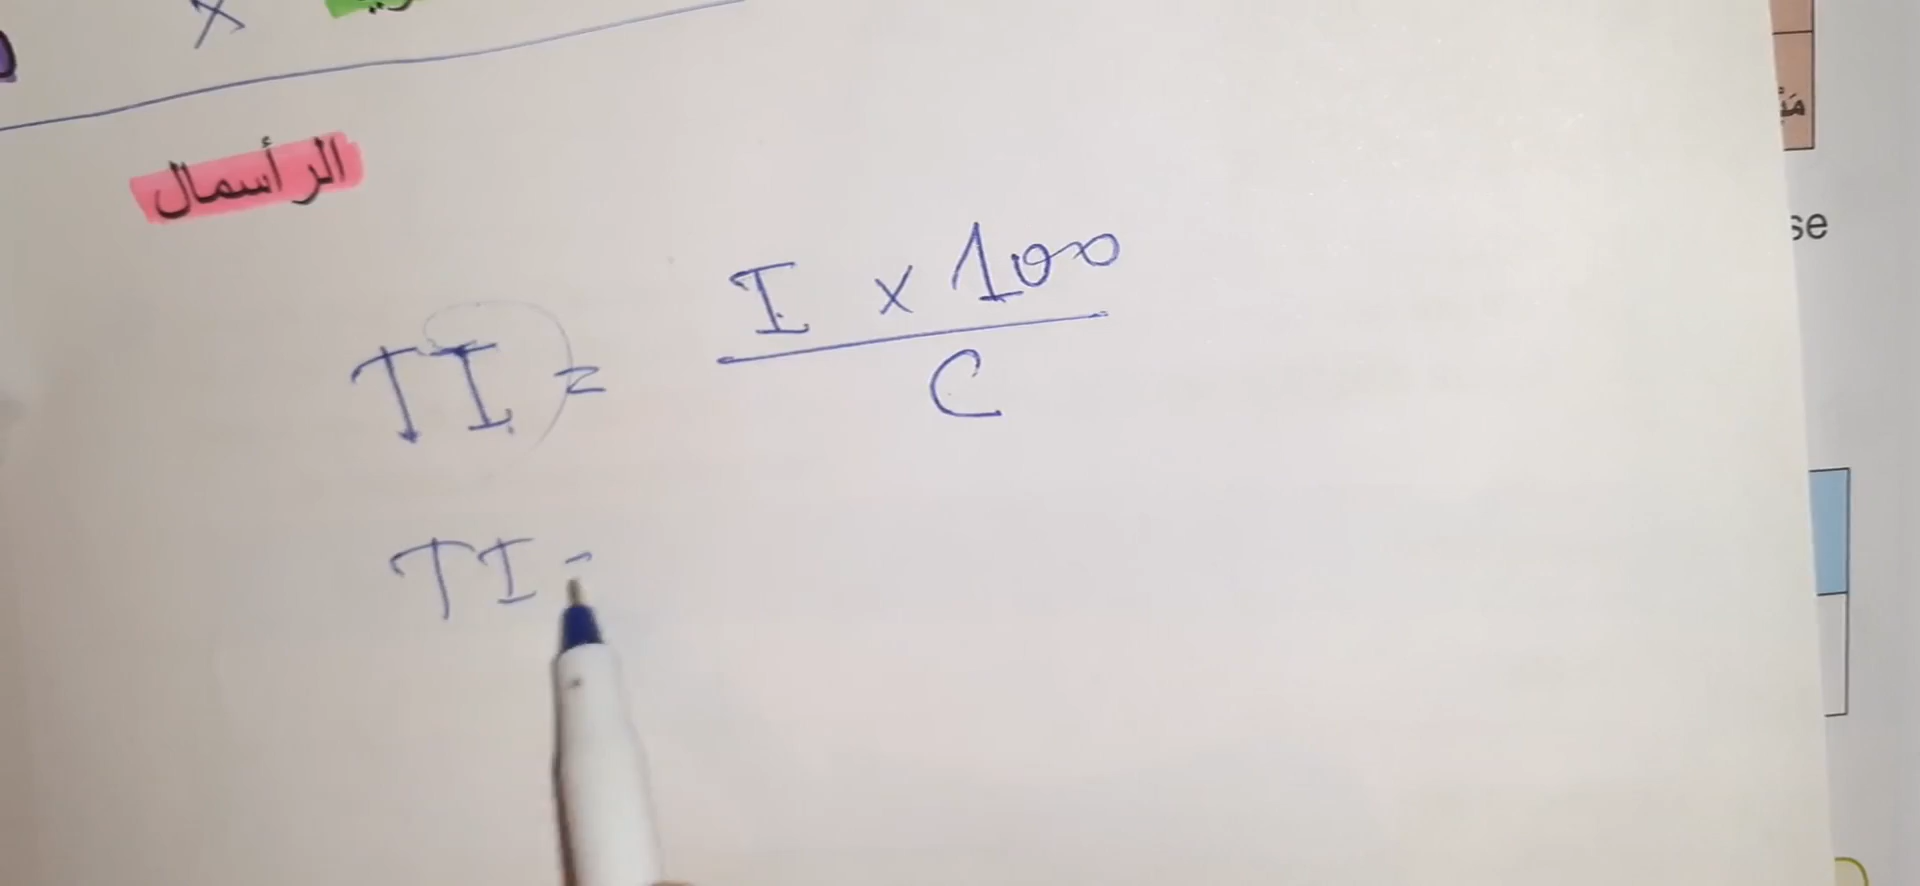 ×
الرأسمال
TI = I × 100 / C
TI =
se